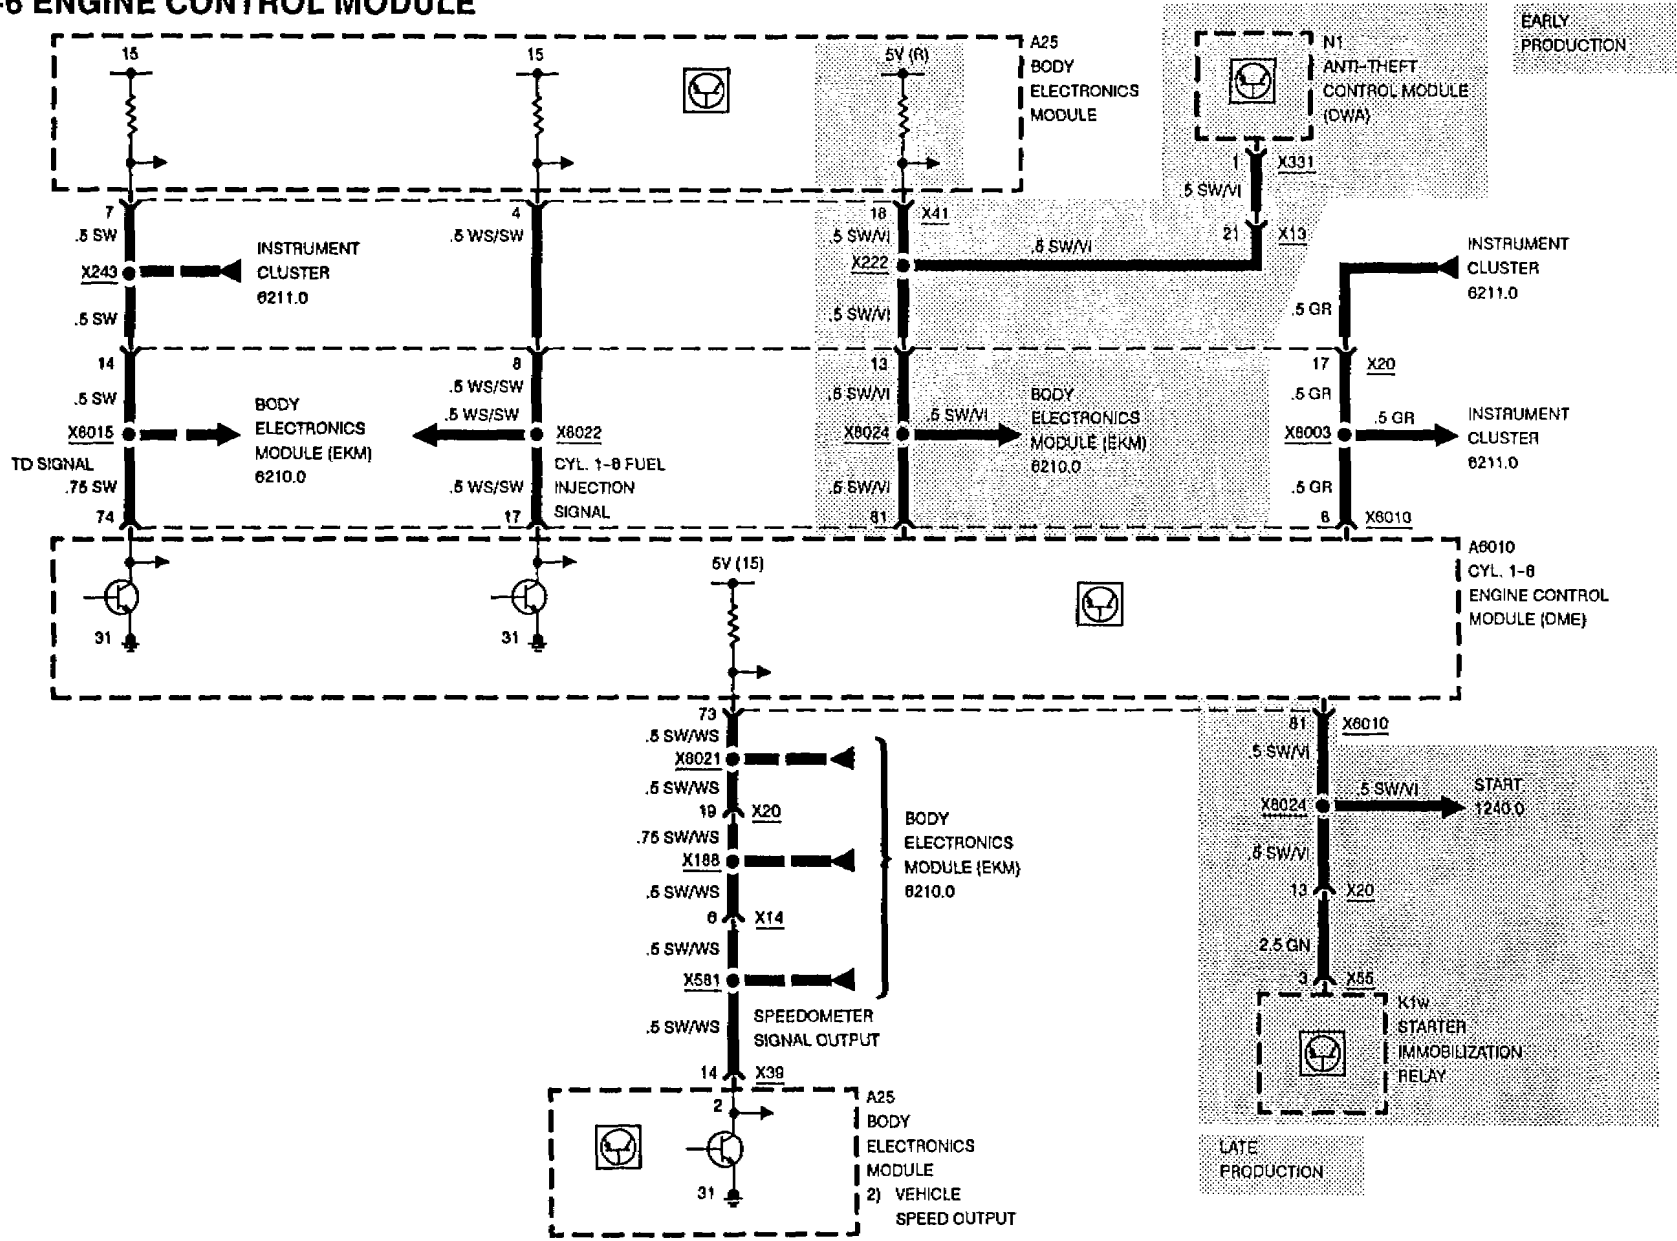 -6 ENGINE CONTROL MODULE
EARLY
PRODUCTION
15
15
5V (R)
A25
BODY
ELECTRONICS
MODULE
N1
ANTI-THEFT
CONTROL MODULE
(DWA)
1
X331
.5 SW/VI
21
X13
7
.5 SW
X243
INSTRUMENT
CLUSTER
6211.0
.5 SW
4
.5 WS/SW
18
X41
.5 SW/VI
X222
.5 SW/VI
.5 SW/VI
INSTRUMENT
CLUSTER
6211.0
.5 GR
14
.5 SW
X6015
BODY
ELECTRONICS
MODULE (EKM)
6210.0
TD SIGNAL
.75 SW
74
8
.5 WS/SW
.5 WS/SW
X6022
CYL. 1-6 FUEL
INJECTION
SIGNAL
.5 WS/SW
17
13
.5 SW/VI
.5 SW/VI
X6024
BODY
ELECTRONICS
MODULE (EKM)
6210.0
.5 SW/VI
81
17
X20
.5 GR
.5 GR
X6003
INSTRUMENT
CLUSTER
6211.0
.5 GR
X6010
31
31
5V (15)
A6010
CYL. 1-6
ENGINE CONTROL
MODULE (DME)
73
.5 SW/WS
X6021
.5 SW/WS
19
X20
.75 SW/WS
X188
.5 SW/WS
6
X14
.5 SW/WS
X581
BODY
ELECTRONICS
MODULE (EKM)
6210.0
SPEEDOMETER
SIGNAL OUTPUT
.5 SW/WS
14
X39
2
31
A25
BODY
ELECTRONICS
MODULE
2) VEHICLE
SPEED OUTPUT
81
X6010
.5 SW/VI
X6024
.5 SW/VI
START
1240.0
.5 SW/VI
13
X20
2.5 GN
3
X55
K1w
STARTER
IMMOBILIZATION
RELAY
LATE
PRODUCTION